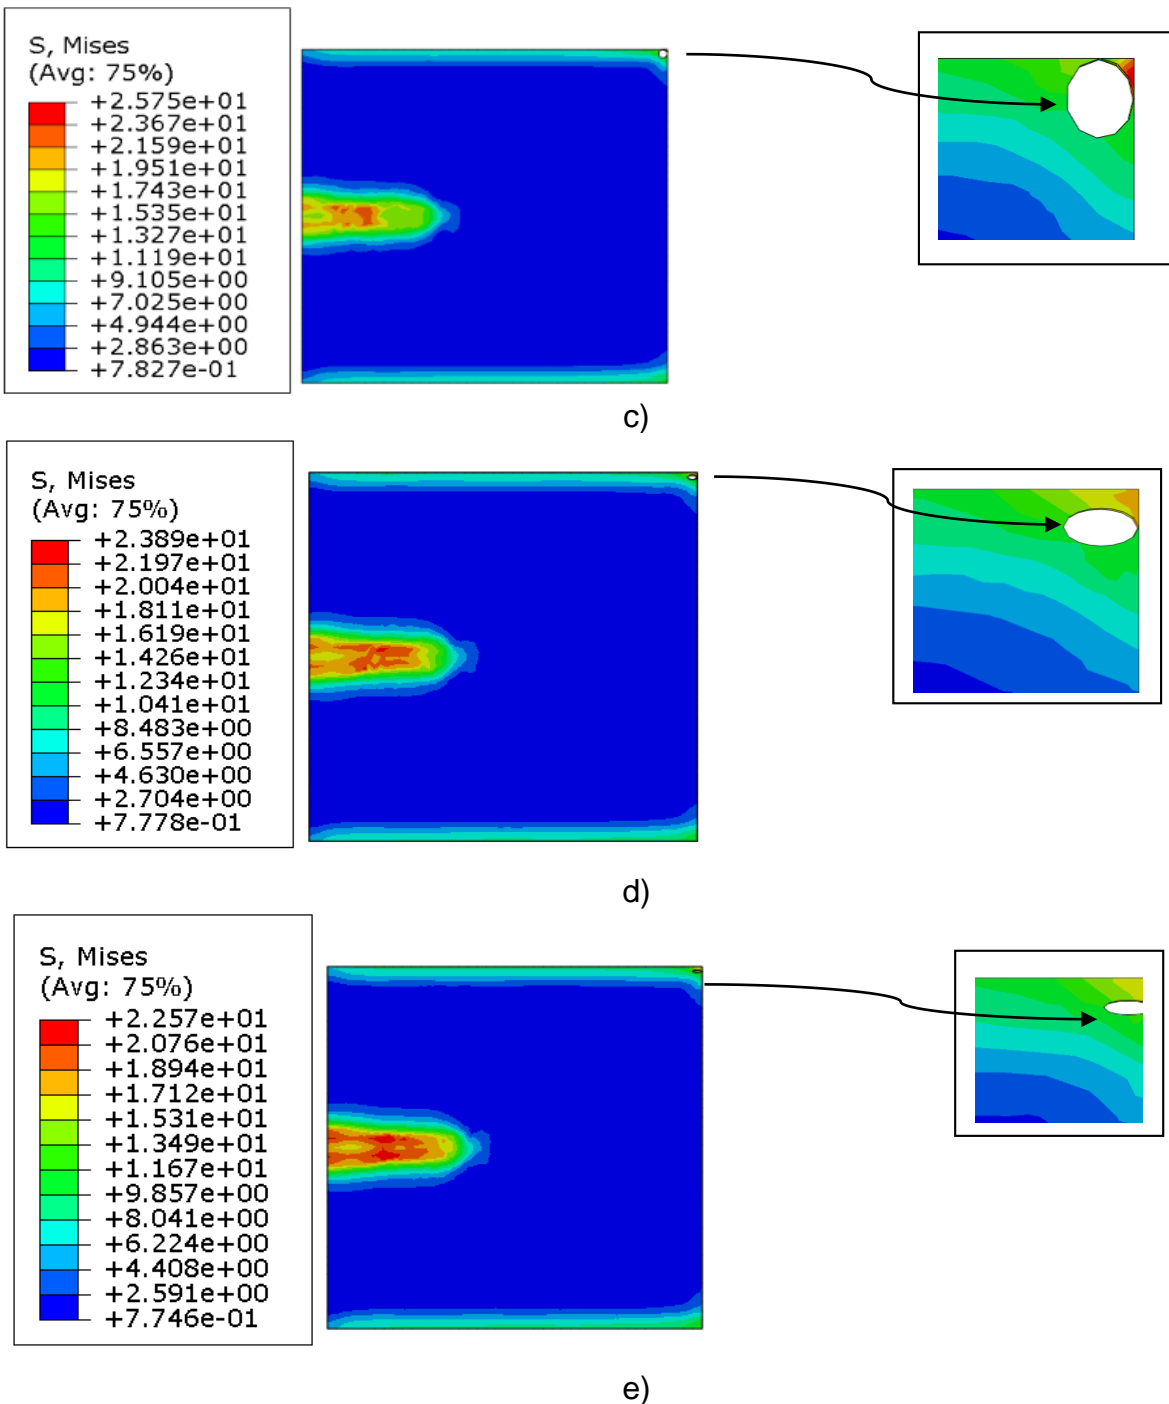 S, Mises
(Avg: 75%)
+2.575e+01
+2.367e+01
+2.159e+01
+1.951e+01
+1.743e+01
+1.535e+01
+1.327e+01
+1.119e+01
+9.105e+00
+7.025e+00
+4.944e+00
+2.863e+00
+7.827e-01
c)
S, Mises
(Avg: 75%)
+2.389e+01
+2.197e+01
+2.004e+01
+1.811e+01
+1.619e+01
+1.426e+01
+1.234e+01
+1.041e+01
+8.483e+00
+6.557e+00
+4.630e+00
+2.704e+00
+7.778e-01
d)
S, Mises
(Avg: 75%)
+2.257e+01
+2.076e+01
+1.894e+01
+1.712e+01
+1.531e+01
+1.349e+01
+1.167e+01
+9.857e+00
+8.041e+00
+6.224e+00
+4.408e+00
+2.591e+00
+7.746e-01
e)